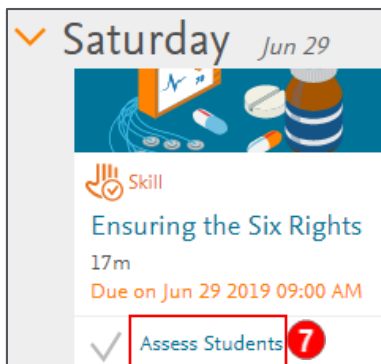 Saturday Jun 29
Skill
Ensuring the Six Rights
17m
Due on Jun 29 2019 09:00 AM
Assess Students 7